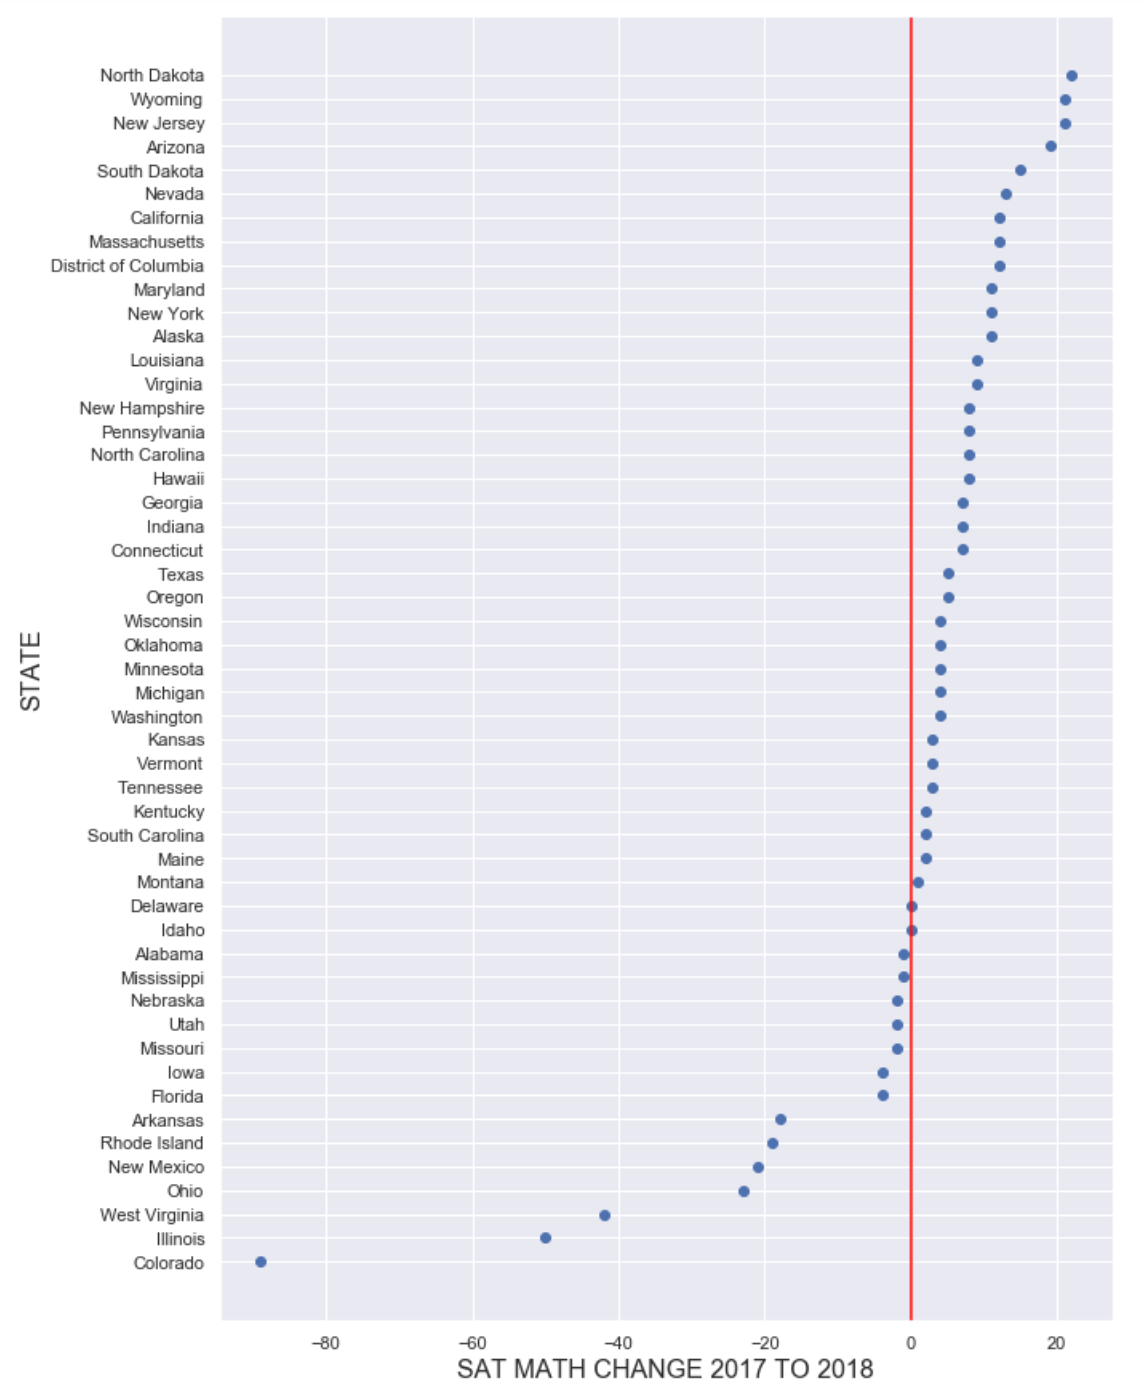 North Dakota
Wyoming
New Jersey
Arizona
South Dakota
Nevada
California
Massachusetts
District of Columbia
Maryland
New York
Alaska
Louisiana
Virginia
New Hampshire
Pennsylvania
North Carolina
Hawaii
Georgia
Indiana
Connecticut
Texas
Oregon
Wisconsin
Oklahoma
Minnesota
Michigan
Washington
Kansas
Vermont
Tennessee
Kentucky
South Carolina
Maine
Montana
Delaware
Idaho
Alabama
Mississippi
Nebraska
Utah
Missouri
Iowa
Florida
Arkansas
Rhode Island
New Mexico
Ohio
West Virginia
Illinois
Colorado
STATE
−80 −60 −40 −20 0 20
SAT MATH CHANGE 2017 TO 2018